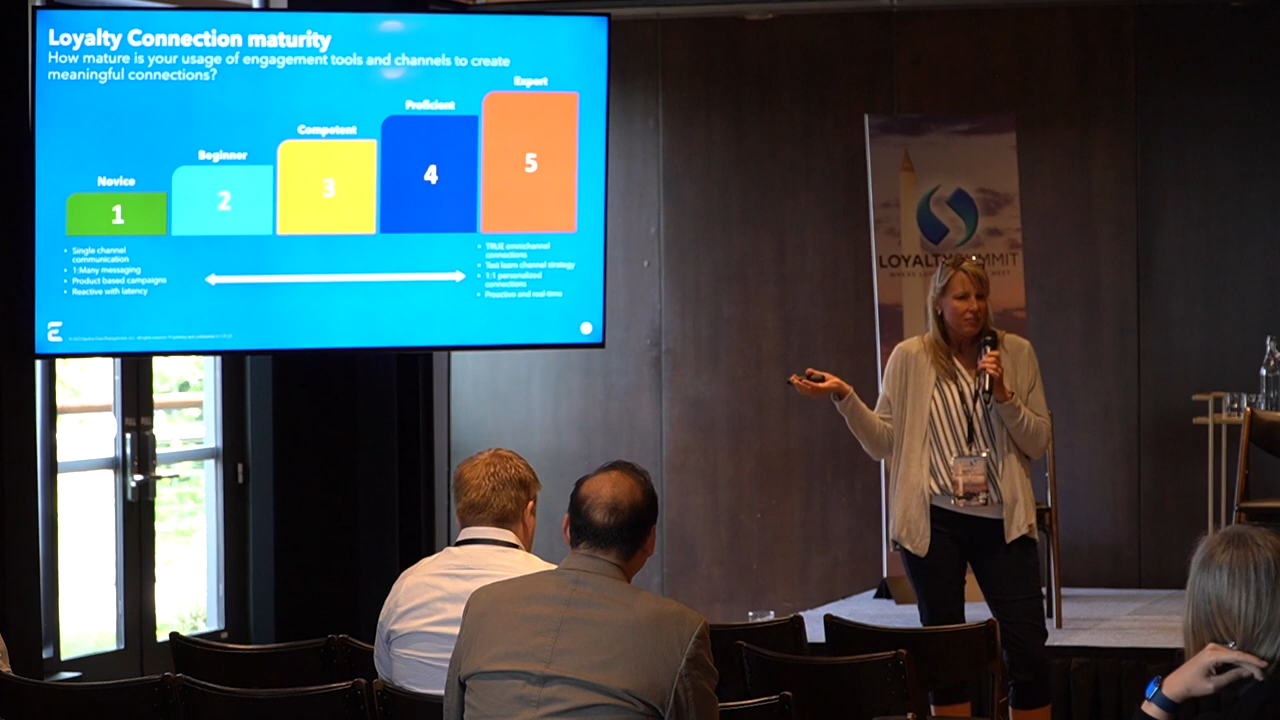 Loyalty Connection maturity
How mature is your usage of engagement tools and channels to create
meaningful connections?
Novice
1
Beginner
2
Competent
3
Proficient
4
Expert
5
• Single channel
communication
• 1:Many messaging
• Product based campaigns
• Reactive with latency
• TRUE omnichannel
connections
• Test learn channel strategy
• 1:1 personalized
connections
• Proactive and real-time
LOYALTY SUMMIT
MEET
PULL